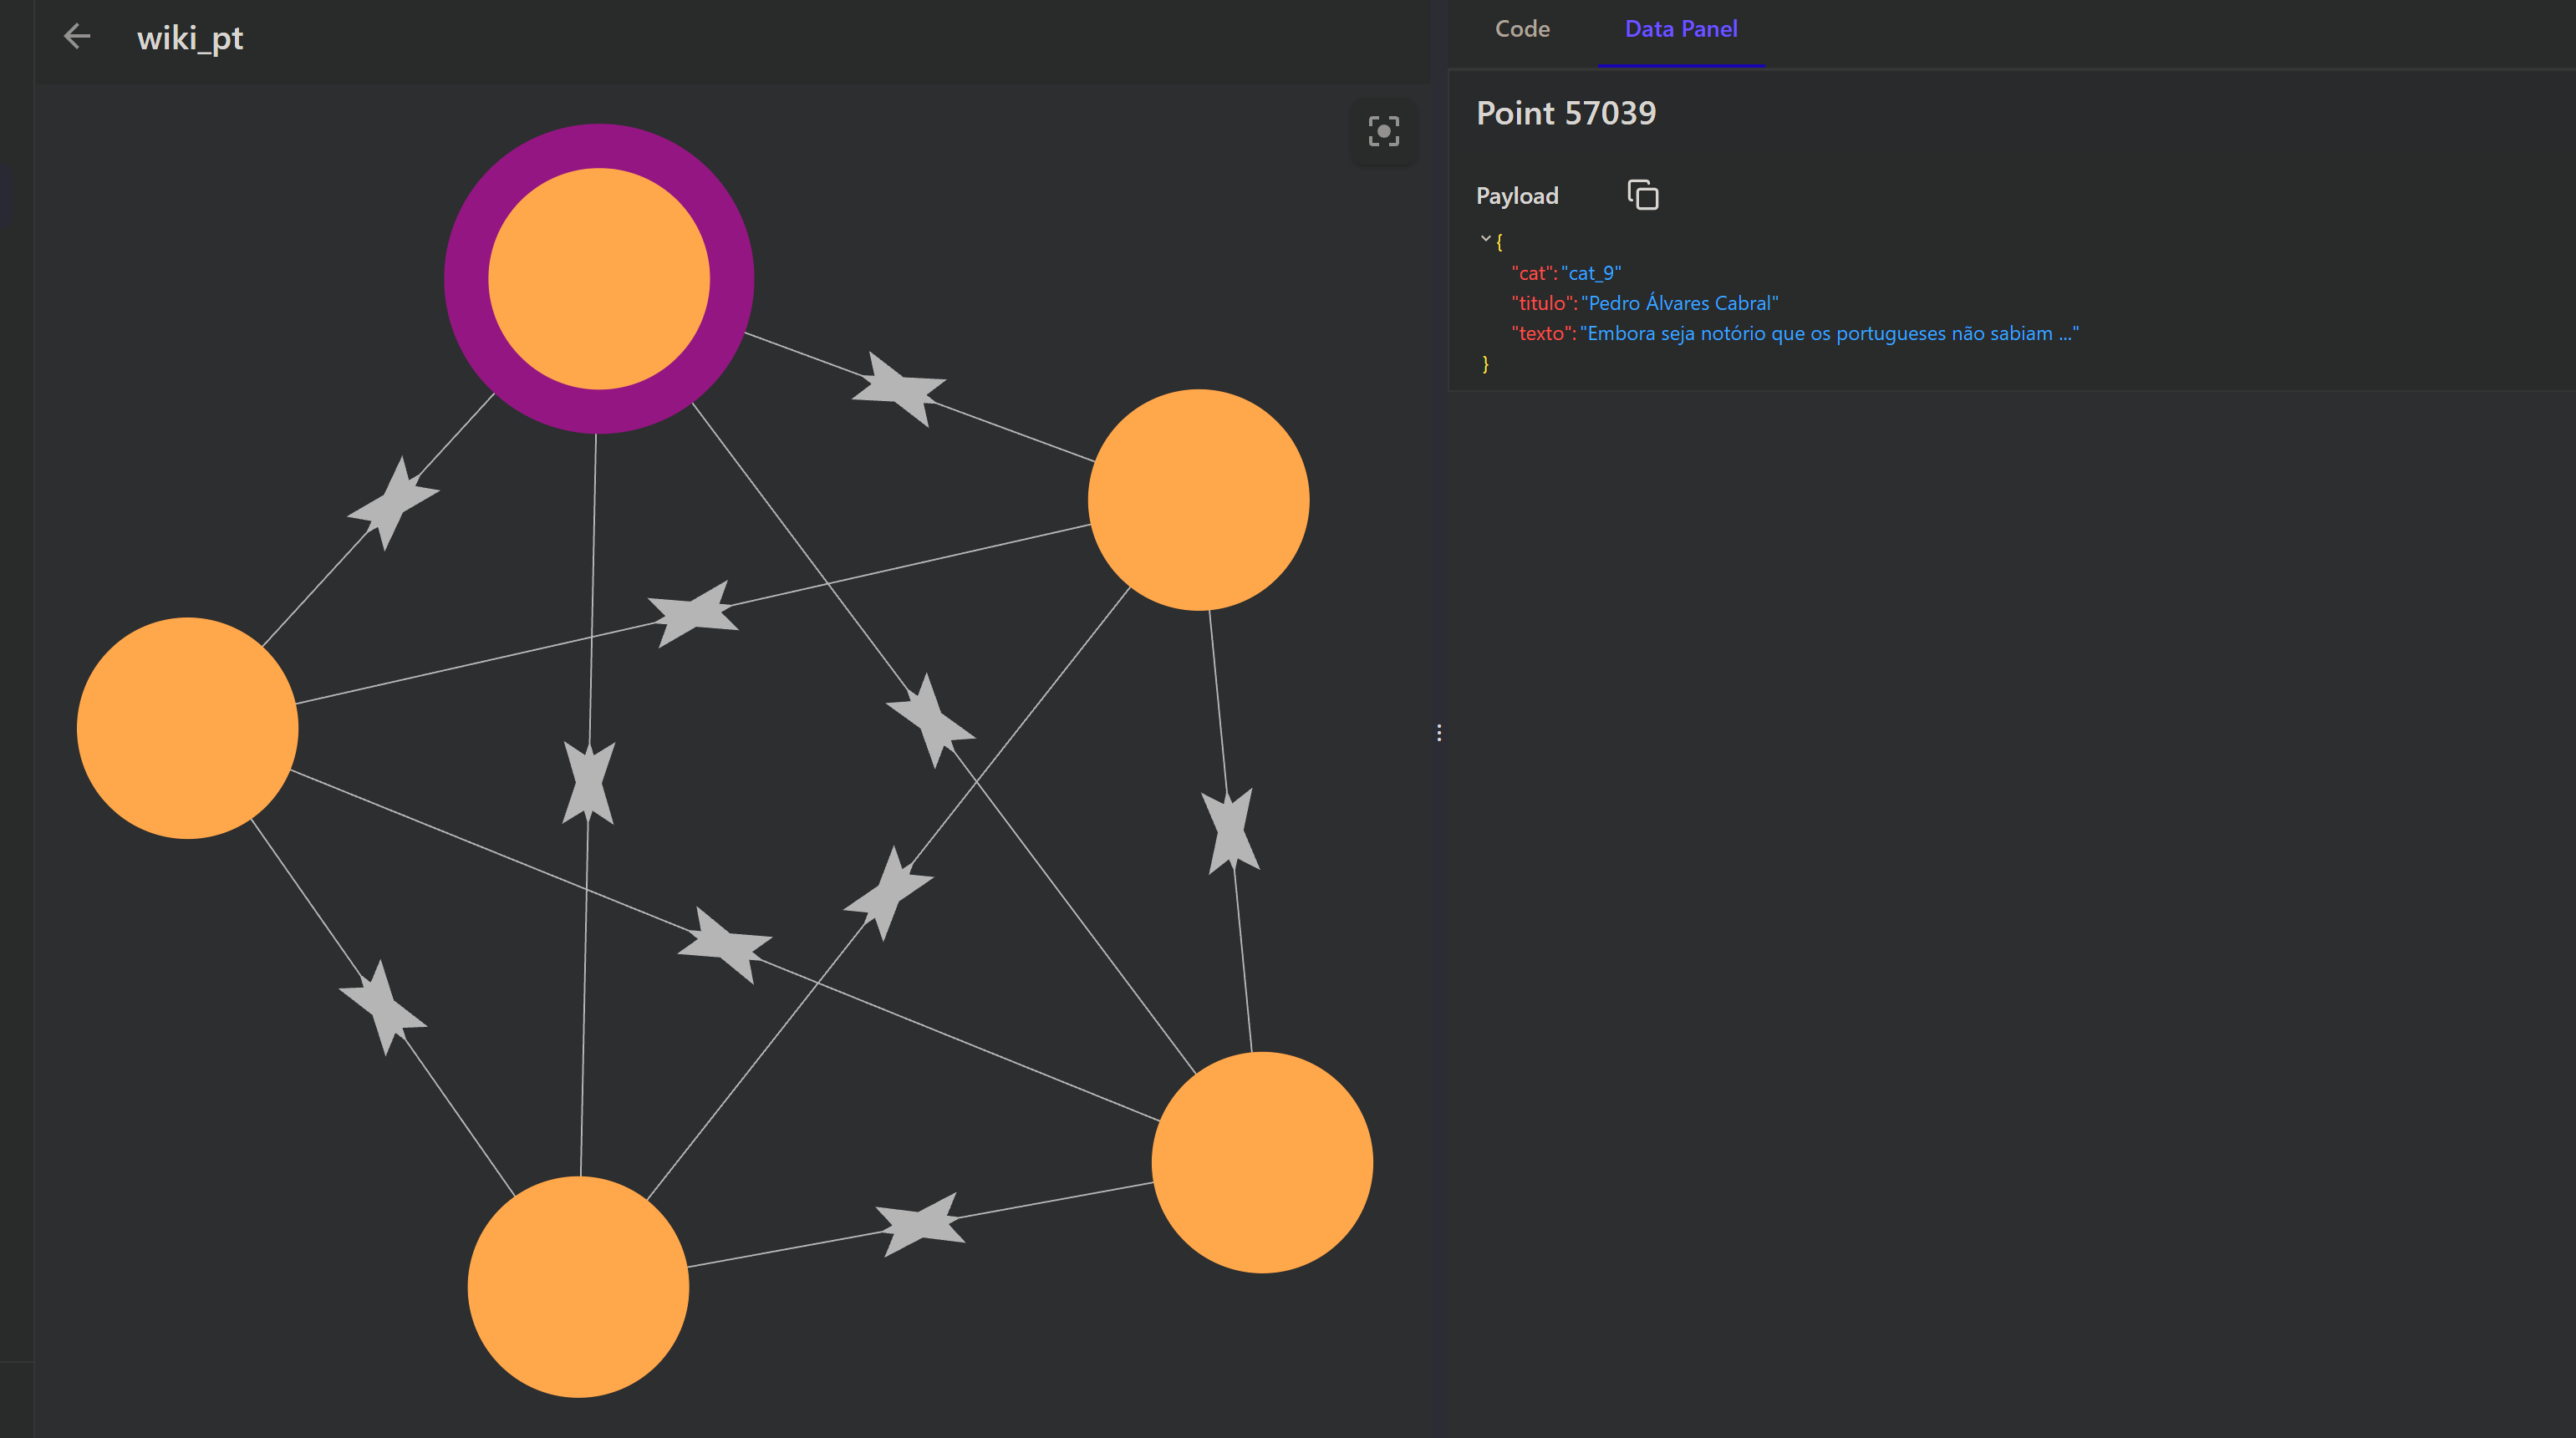 wiki_pt
Code Data Panel
Point 57039
Payload
{
"cat":"cat_9"
"titulo":"Pedro Álvares Cabral"
"texto":"Embora seja notório que os portugueses não sabiam ..."
}